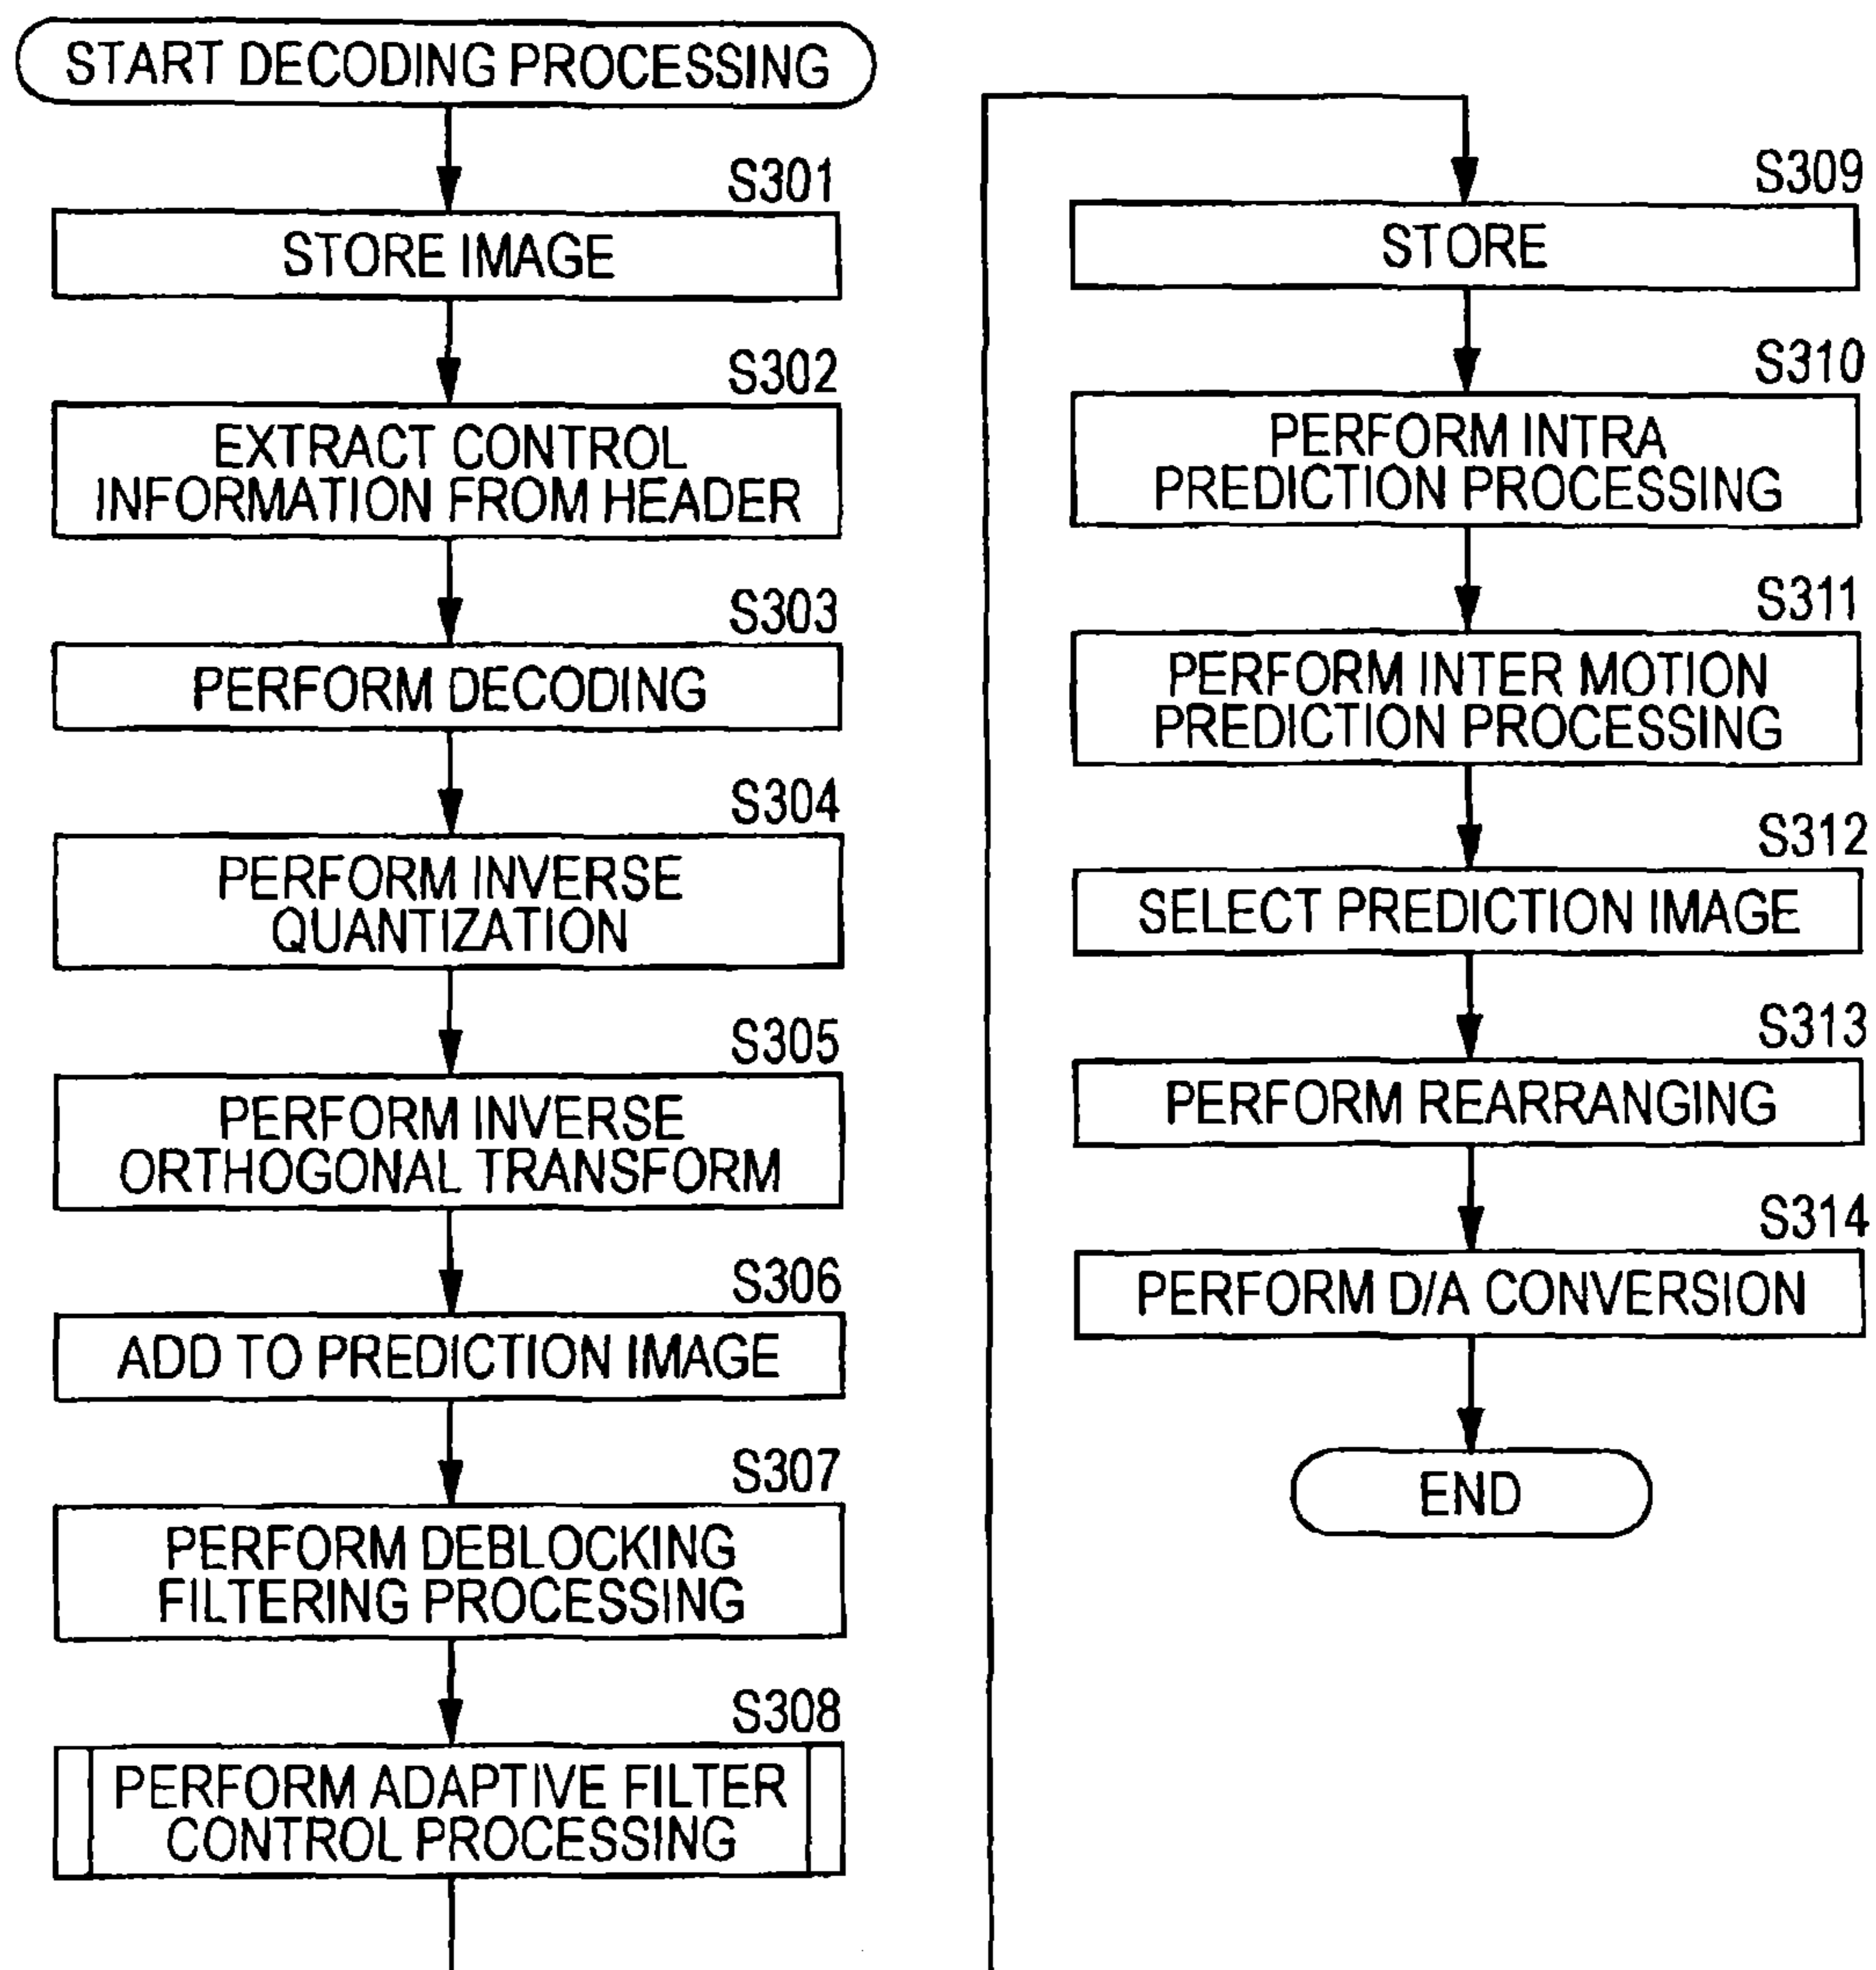 START DECODING PROCESSING
S301
STORE IMAGE
S302
EXTRACT CONTROL
INFORMATION FROM HEADER
S303
PERFORM DECODING
S304
PERFORM INVERSE
QUANTIZATION
S305
PERFORM INVERSE
ORTHOGONAL TRANSFORM
S306
ADD TO PREDICTION IMAGE
S307
PERFORM DEBLOCKING
FILTERING PROCESSING
S308
PERFORM ADAPTIVE FILTER
CONTROL PROCESSING
S309
STORE
S310
PERFORM INTRA
PREDICTION PROCESSING
S311
PERFORM INTER MOTION
PREDICTION PROCESSING
S312
SELECT PREDICTION IMAGE
S313
PERFORM REARRANGING
S314
PERFORM D/A CONVERSION
END